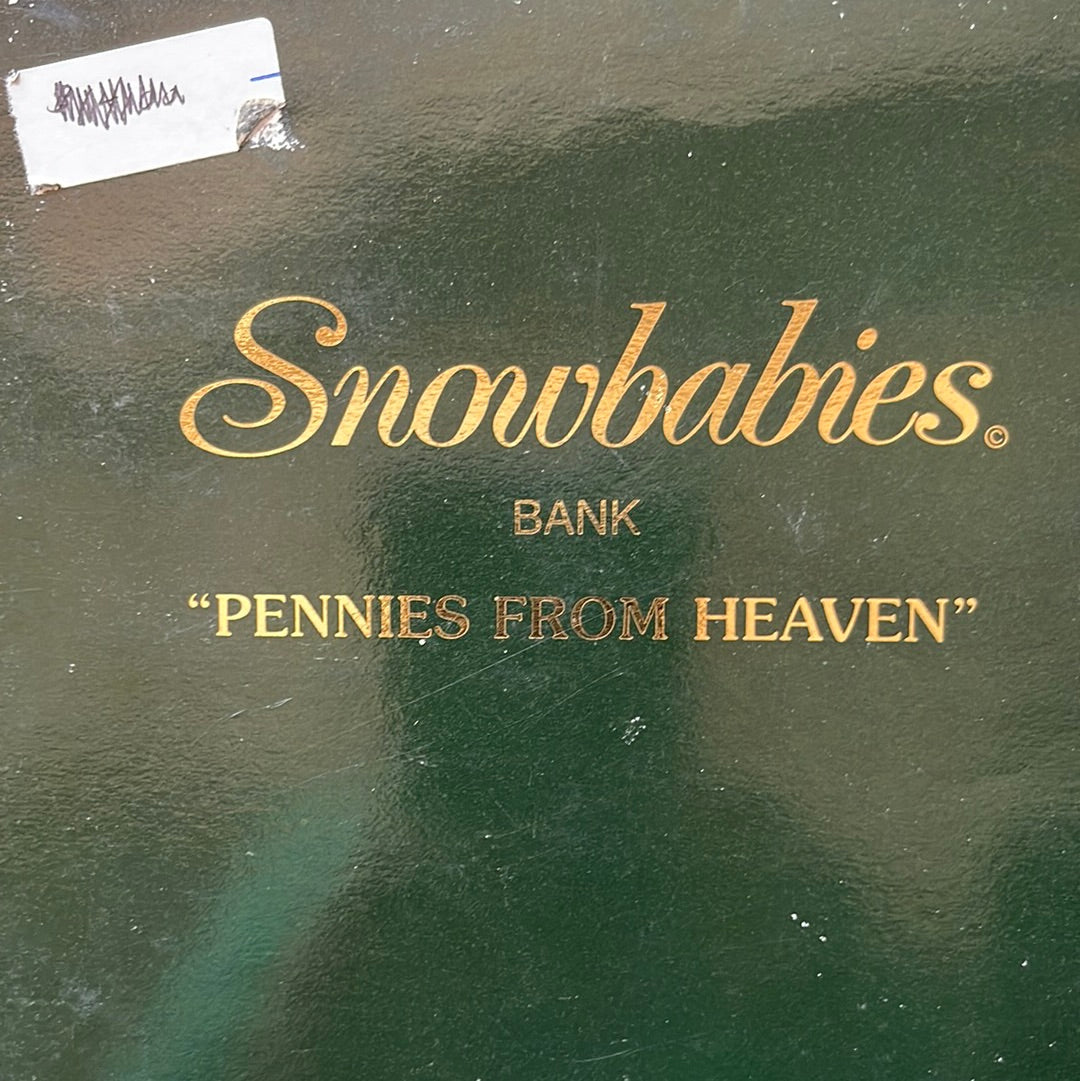 Snowbabies.©
BANK
“PENNIES FROM HEAVEN”